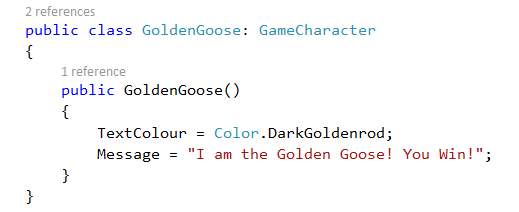 2 references
public class GoldenGoose: GameCharacter
{
1 reference
public GoldenGoose()
{
TextColour = Color.DarkGoldenrod;
Message = "I am the Golden Goose! You Win!";
}
}